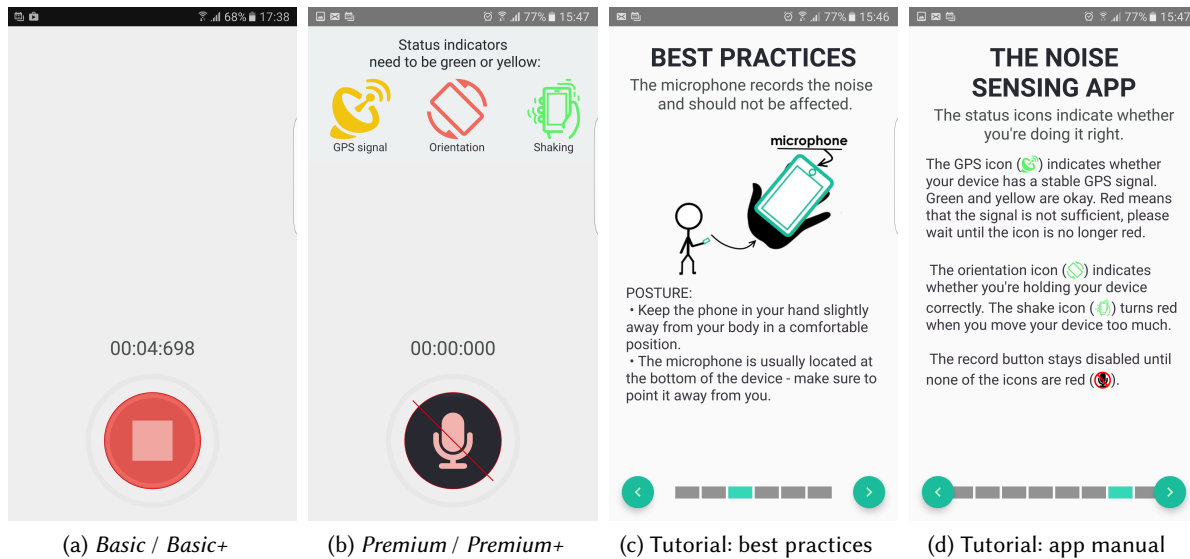 68% 17:38
00:04:698
(a) Basic / Basic+
77% 15:47
Status indicators
need to be green or yellow:
GPS signal Orientation Shaking
00:00:000
(b) Premium / Premium+
77% 15:46
BEST PRACTICES
The microphone records the noise
and should not be affected.
microphone
POSTURE:
• Keep the phone in your hand slightly
away from your body in a comfortable
position.
• The microphone is usually located at
the bottom of the device - make sure to
point it away from you.
(c) Tutorial: best practices
77% 15:47
THE NOISE
SENSING APP
The status icons indicate whether
you're doing it right.
The GPS icon ( ) indicates whether
your device has a stable GPS signal.
Green and yellow are okay. Red means
that the signal is not sufficient, please
wait until the icon is no longer red.
The orientation icon ( ) indicates
whether you're holding your device
correctly. The shake icon ( ) turns red
when you move your device too much.
The record button stays disabled until
none of the icons are red ( ).
(d) Tutorial: app manual